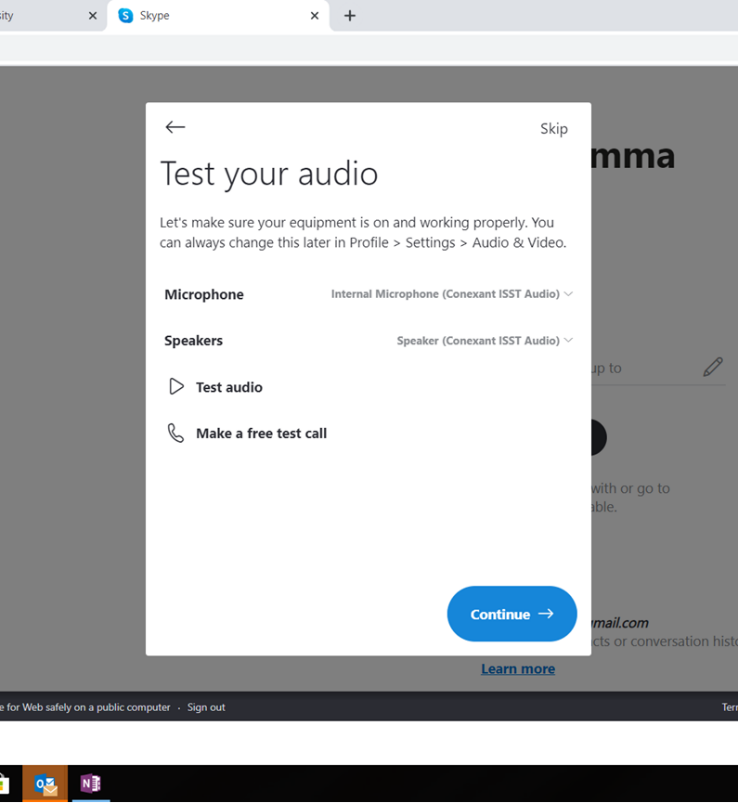 sity
Skype
Skip
mma
Test your audio
Let's make sure your equipment is on and working properly. You
can always change this later in Profile > Settings > Audio & Video.
Microphone
Internal Microphone (Conexant ISST Audio)
Speakers
Speaker (Conexant ISST Audio)
up to
Test audio
Make a free test call
with or go to
able.
Continue
mail.com
cts or conversation histo
Learn more
e for Web safely on a public computer · Sign out
Terr